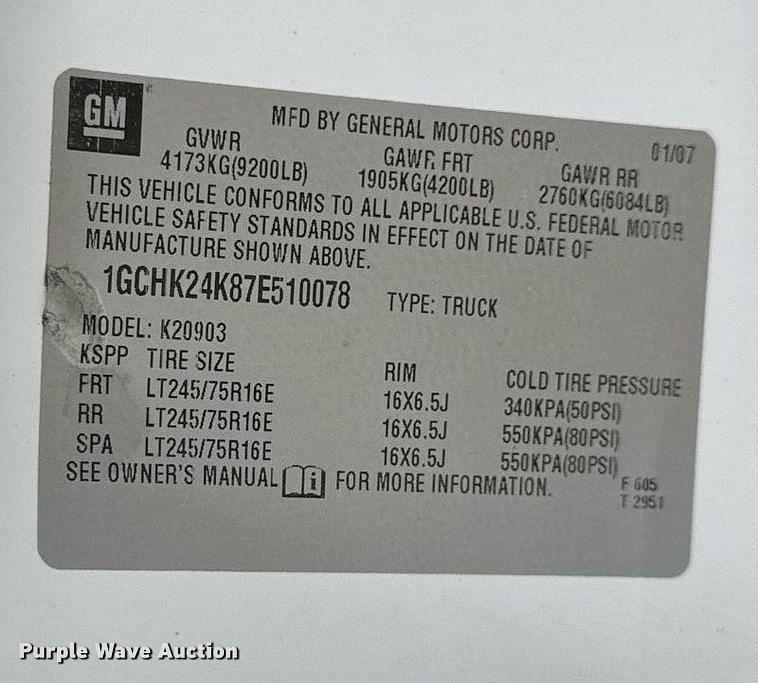 GM
MFD BY GENERAL MOTORS CORP. 01/07
GVWR GAWR FRT GAWR RR
4173KG(9200LB) 1905KG(4200LB) 2760KG(6084LB)
THIS VEHICLE CONFORMS TO ALL APPLICABLE U.S. FEDERAL MOTOR
VEHICLE SAFETY STANDARDS IN EFFECT ON THE DATE OF
MANUFACTURE SHOWN ABOVE.
1GCHK24K87E510078 TYPE: TRUCK
MODEL: K20903
KSPP TIRE SIZE RIM COLD TIRE PRESSURE
FRT LT245/75R16E 16X6.5J 340KPA(50PSI)
RR LT245/75R16E 16X6.5J 550KPA(80PSI)
SPA LT245/75R16E 16X6.5J 550KPA(80PSI)
SEE OWNER'S MANUAL i FOR MORE INFORMATION. F 605
T 2951
Purple Wave Auction